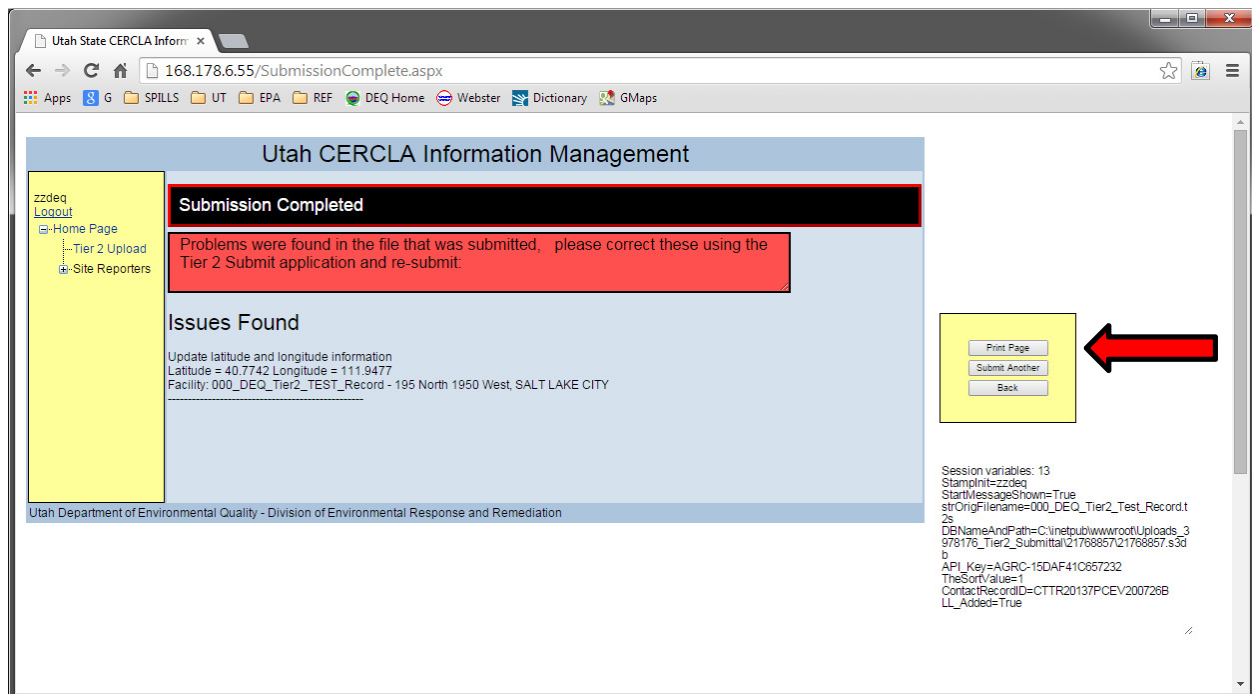 Utah State CERCLA Inform
168.178.6.55/SubmissionComplete.aspx
Apps G SPILLS UT EPA REF DEQ Home Webster Dictionary GMaps
Utah CERCLA Information Management
zzdeq
Logout
Home Page
Tier 2 Upload
Site Reporters
Submission Completed
Problems were found in the file that was submitted, please correct these using the
Tier 2 Submit application and re-submit:
Issues Found
Update latitude and longitude information
Latitude = 40.7742 Longitude = 111.9477
Facility: 000_DEQ_Tier2_TEST_Record - 195 North 1950 West, SALT LAKE CITY
------------------------------------------------
Utah Department of Environmental Quality - Division of Environmental Response and Remediation
Print Page
Submit Another
Back
Session variables: 13
StampInit=zzdeq
StartMessageShown=True
strOrigFilename=000_DEQ_Tier2_Test_Record.t
2s
DBNameAndPath=C:\inetpub\wwwroot\Uploads_3
978176_Tier2_Submittal\21768857\21768857.s3d
b
API_Key=AGRC-15DAF41C657232
TheSortValue=1
ContactRecordID=CTTR20137PCEV200726B
LL_Added=True